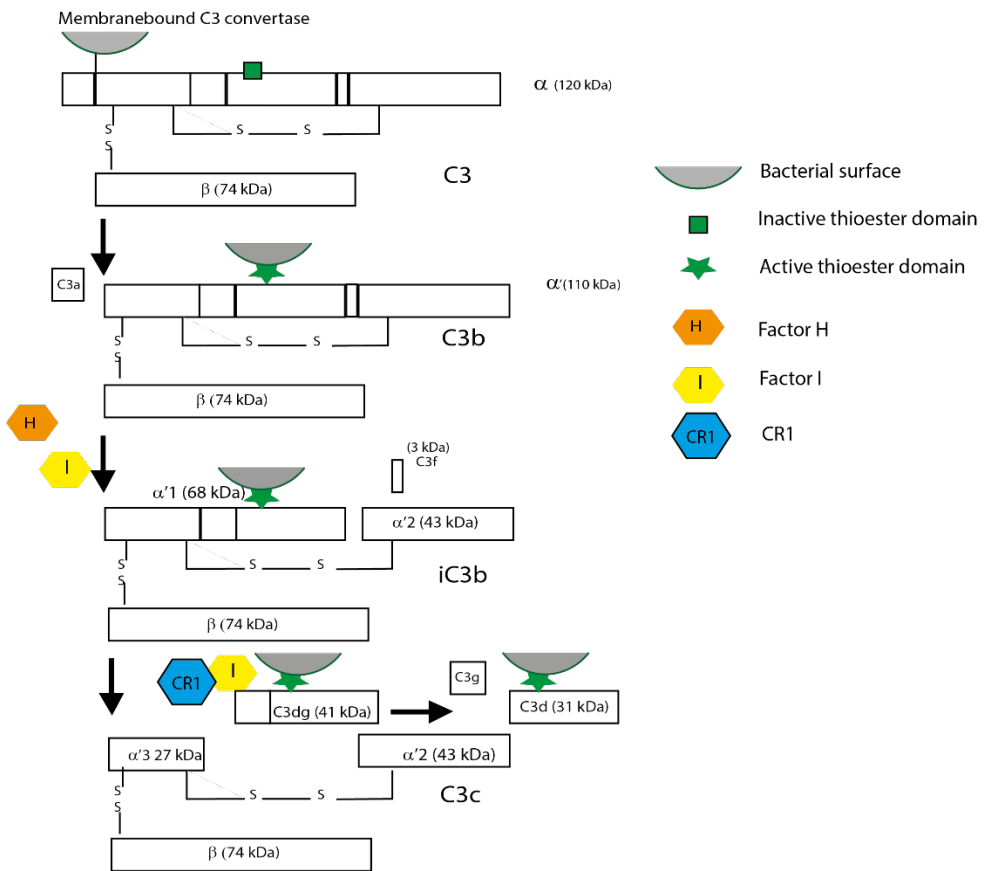 Membranebound C3 convertase
α (120 kDa)
S
S
S
S
C3
β (74 kDa)
Bacterial surface
Inactive thioester domain
Active thioester domain
H
Factor H
I
Factor I
CR1
CR1
C3a
α'(110 kDa)
S
S
S
S
C3b
β (74 kDa)
H
I
(3 kDa)
C3f
α'1 (68 kDa)
α'2 (43 kDa)
S
S
S
S
iC3b
β (74 kDa)
CR1
I
C3dg (41 kDa)
C3g
C3d (31 kDa)
α'3 27 kDa
α'2 (43 kDa)
S
S
S
S
C3c
β (74 kDa)